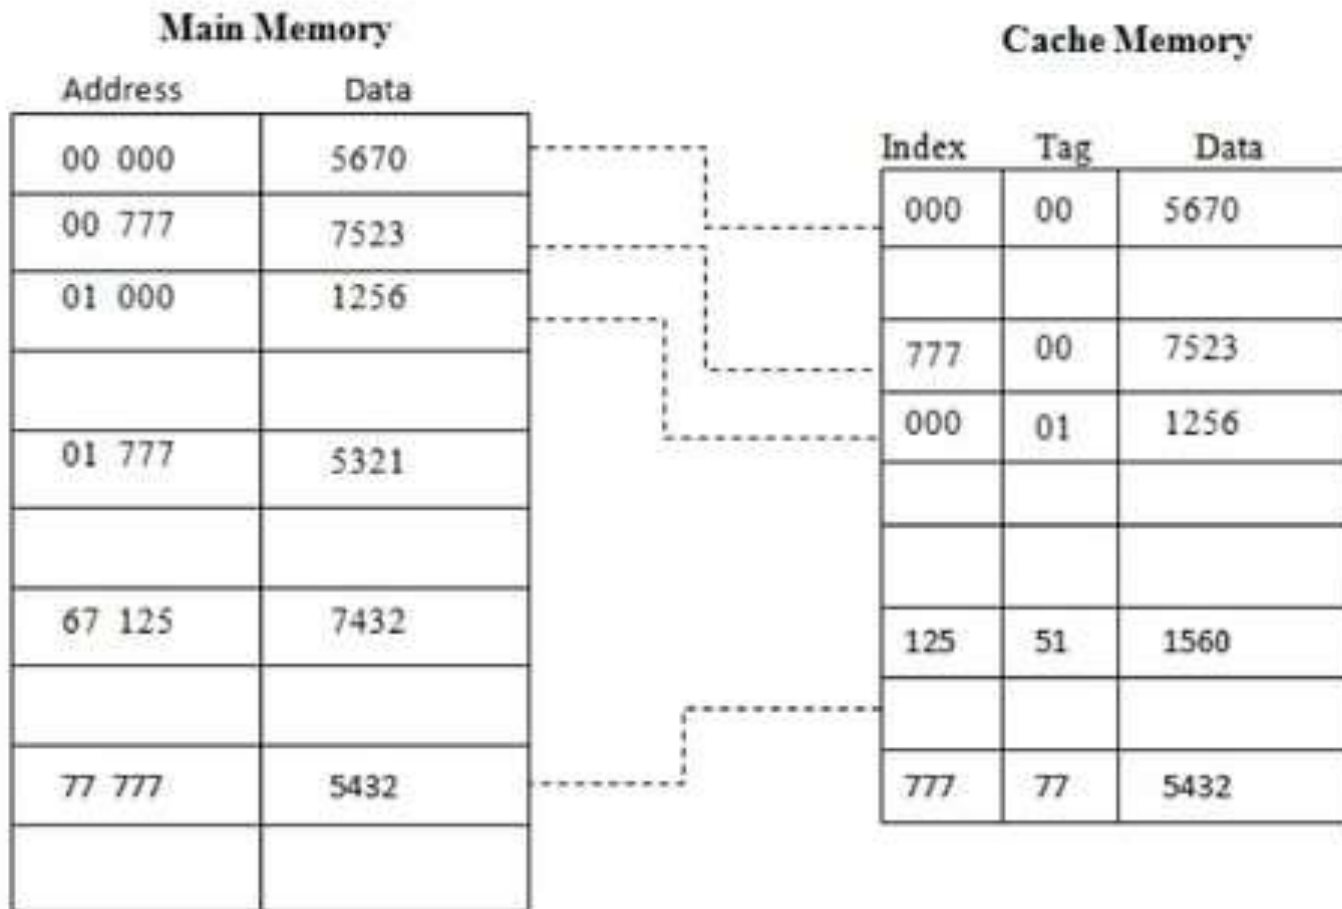 Main Memory
Address Data
00 000 5670
00 777 7523
01 000 1256
01 777 5321
67 125 7432
77 777 5432
Cache Memory
Index Tag Data
000 00 5670
777 00 7523
000 01 1256
125 51 1560
777 77 5432